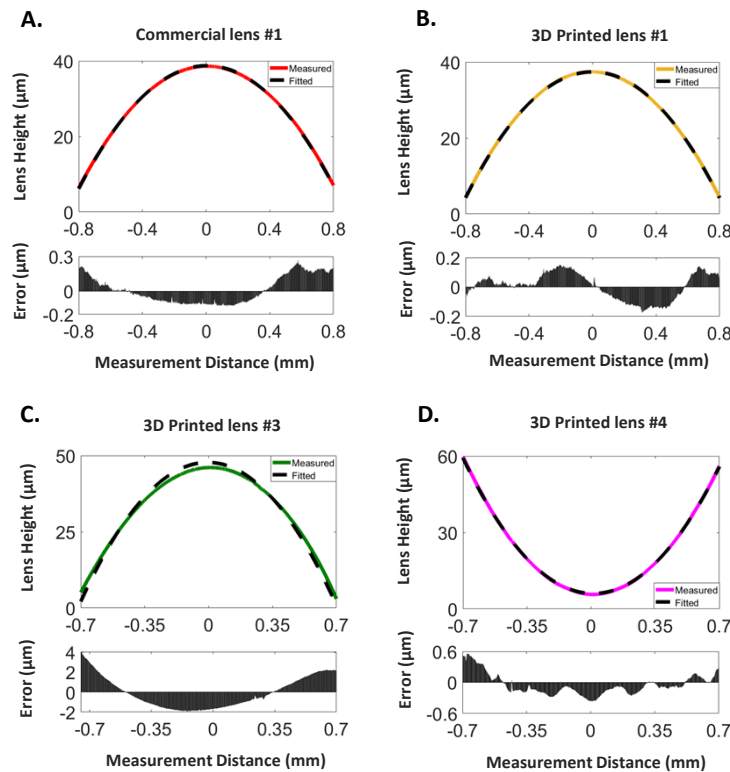 A.
Commercial lens #1
Lens Height (μm)
40
20
0
Measured
Fitted
-0.8 -0.4 0 0.4 0.8
Error (μm)
0.3
0
-0.2
-0.8 -0.4 0 0.4 0.8
Measurement Distance (mm)
B.
3D Printed lens #1
Lens Height (μm)
40
20
0
Measured
Fitted
-0.8 -0.4 0 0.4 0.8
Error (μm)
0.2
0
-0.2
-0.8 -0.4 0 0.4 0.8
Measurement Distance (mm)
C.
3D Printed lens #3
Lens Height (μm)
50
25
0
Measured
Fitted
-0.7 -0.35 0 0.35 0.7
Error (μm)
4
2
0
-2
-0.7 -0.35 0 0.35 0.7
Measurement Distance (mm)
D.
3D Printed lens #4
Lens Height (μm)
60
30
0
Measured
Fitted
-0.7 -0.35 0 0.35 0.7
Error (μm)
0.6
0
-0.6
-0.7 -0.35 0 0.35 0.7
Measurement Distance (mm)